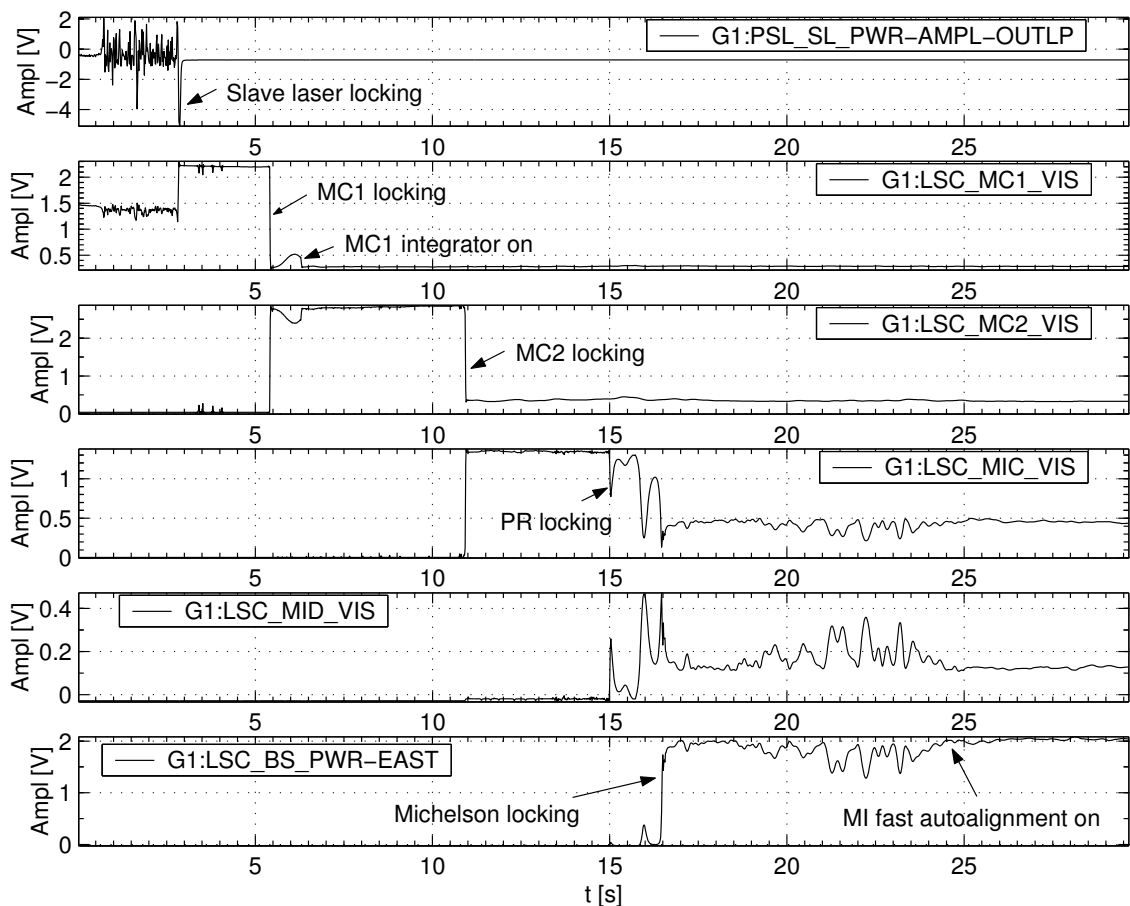 G1:PSL_SL_PWR−AMPL−OUTLP
Ampl [V]
2
0
−2
−4
Slave laser locking
5 10 15 20 25
G1:LSC_MC1_VIS
Ampl [V]
2
1.5
1
0.5
MC1 locking
MC1 integrator on
5 10 15 20 25
G1:LSC_MC2_VIS
Ampl [V]
2
1
0
MC2 locking
5 10 15 20 25
G1:LSC_MIC_VIS
Ampl [V]
1
0.5
0
PR locking
5 10 15 20 25
G1:LSC_MID_VIS
Ampl [V]
0.4
0.2
0
5 10 15 20 25
G1:LSC_BS_PWR−EAST
Ampl [V]
2
1
0
Michelson locking
MI fast autoalignment on
5 10 15 20 25
t [s]